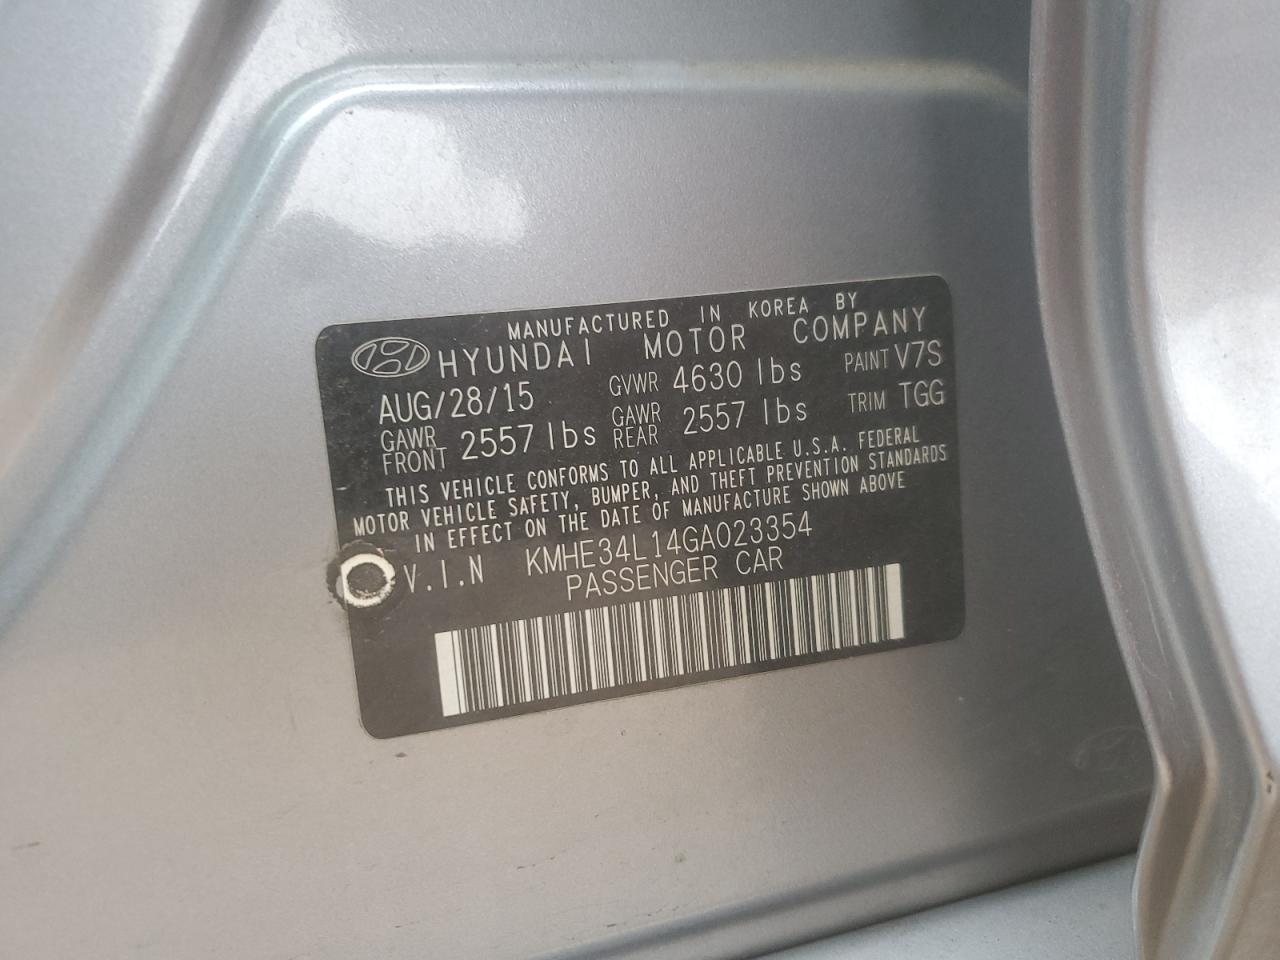 MANUFACTURED IN KOREA BY
HYUNDAI MOTOR COMPANY
AUG/28/15 GVWR 4630 lbs PAINT V7S
GAWR FRONT 2557 lbs GAWR REAR 2557 lbs TRIM TGG
THIS VEHICLE CONFORMS TO ALL APPLICABLE U.S.A. FEDERAL
MOTOR VEHICLE SAFETY, BUMPER, AND THEFT PREVENTION STANDARDS
IN EFFECT ON THE DATE OF MANUFACTURE SHOWN ABOVE
V.I.N KMHE34L14GA023354
PASSENGER CAR